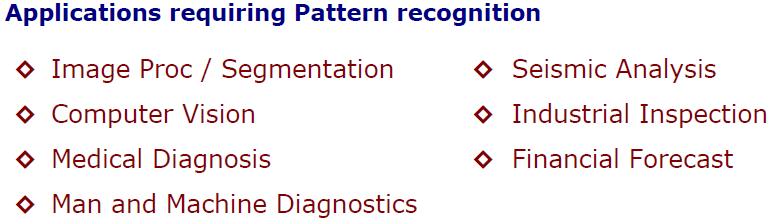 Applications requiring Pattern recognition
Image Proc / Segmentation
Computer Vision
Medical Diagnosis
Man and Machine Diagnostics
Seismic Analysis
Industrial Inspection
Financial Forecast